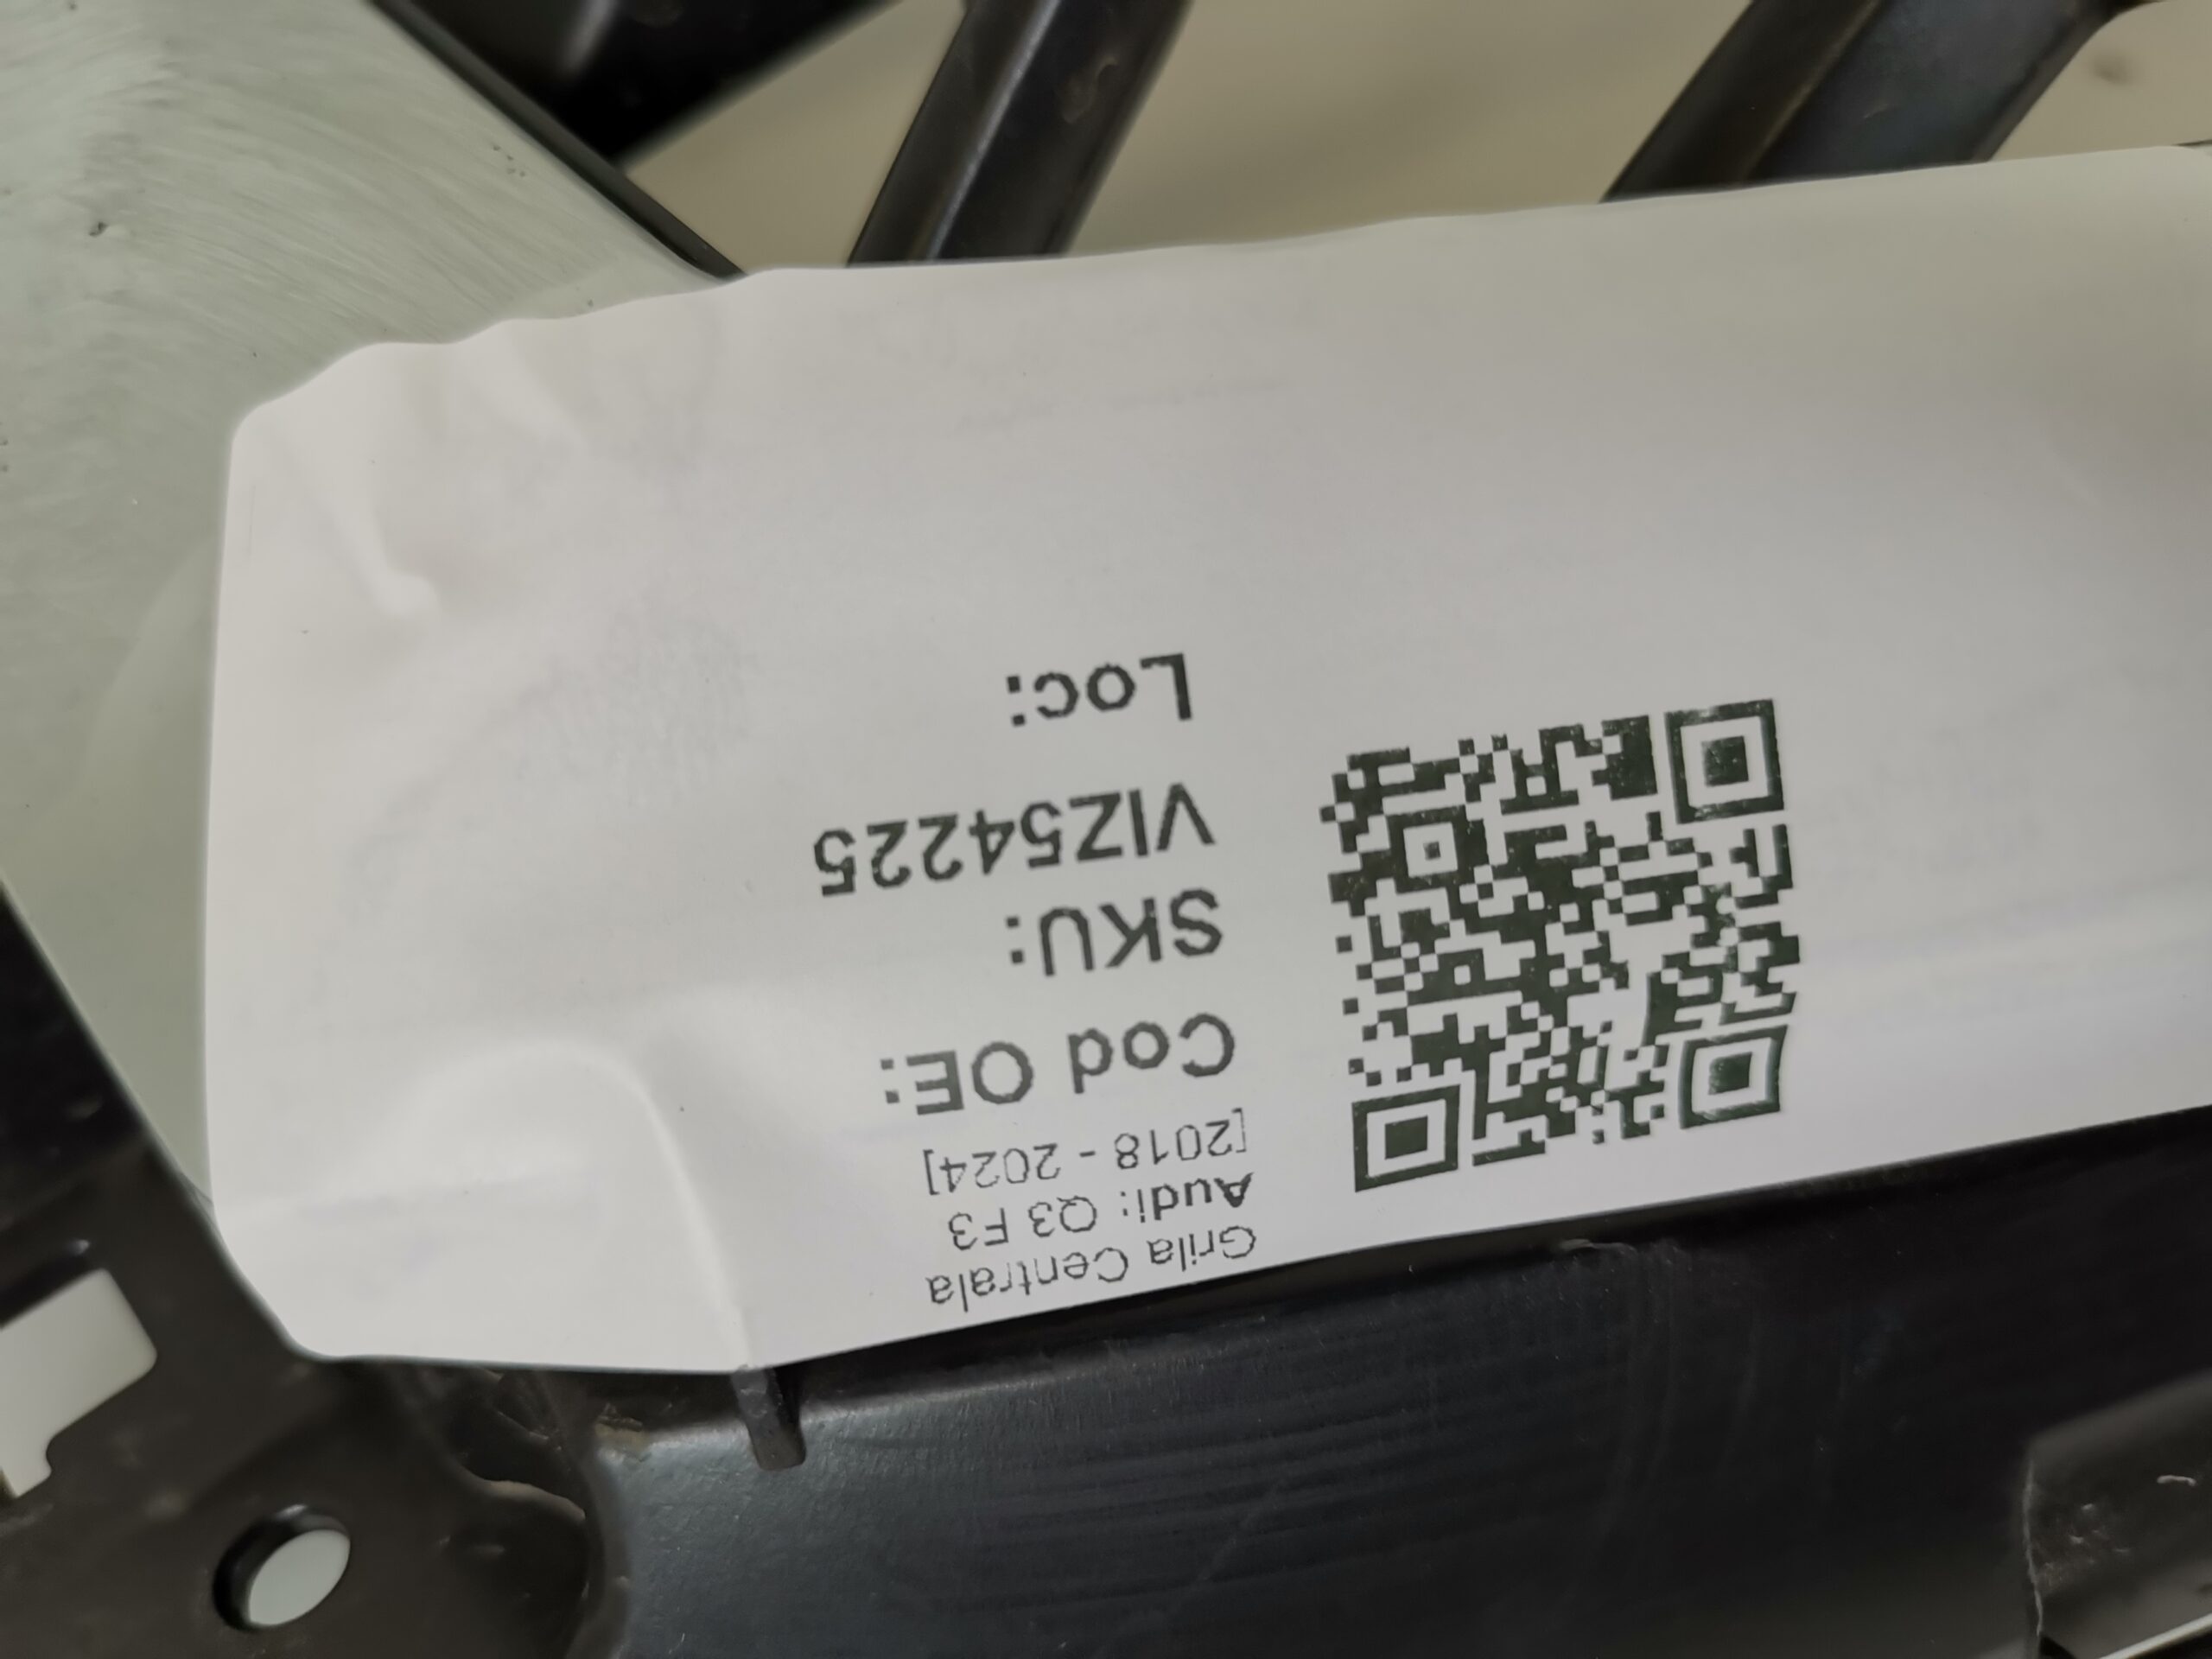 Grila Centrala
Audi: Q3 F3
[2018 - 2024]
Cod OE:
SKU:
VIZ54225
Loc: